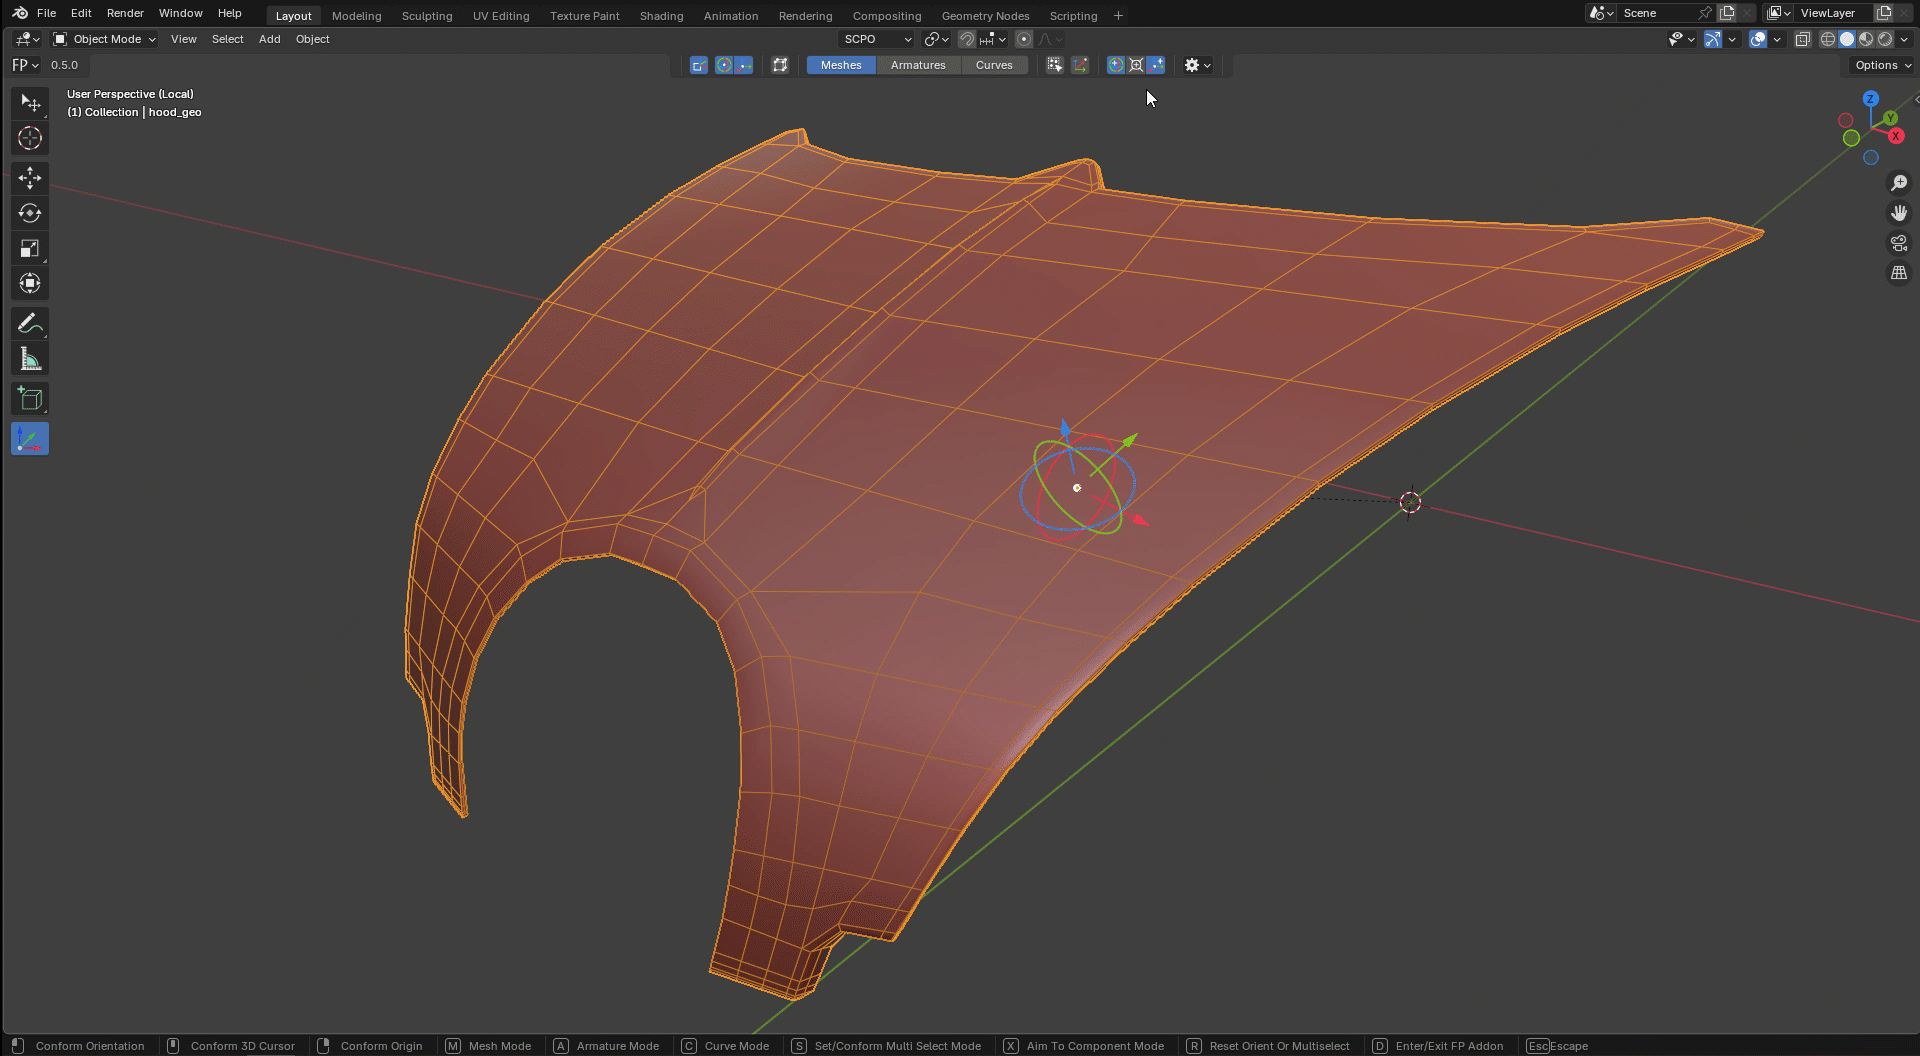 File Edit Render Window Help Layout Modeling Sculpting UV Editing Texture Paint Shading Animation Rendering Compositing Geometry Nodes Scripting + Scene ViewLayer
Object Mode View Select Add Object SCPO
FP 0.5.0 Meshes Armatures Curves Options
User Perspective (Local)
(1) Collection | hood_geo
Z
Y
X
Conform Orientation Conform 3D Cursor Conform Origin M Mesh Mode A Armature Mode C Curve Mode S Set/Conform Multi Select Mode X Aim To Component Mode R Reset Orient Or Multiselect D Enter/Exit FP Addon Esc Escape